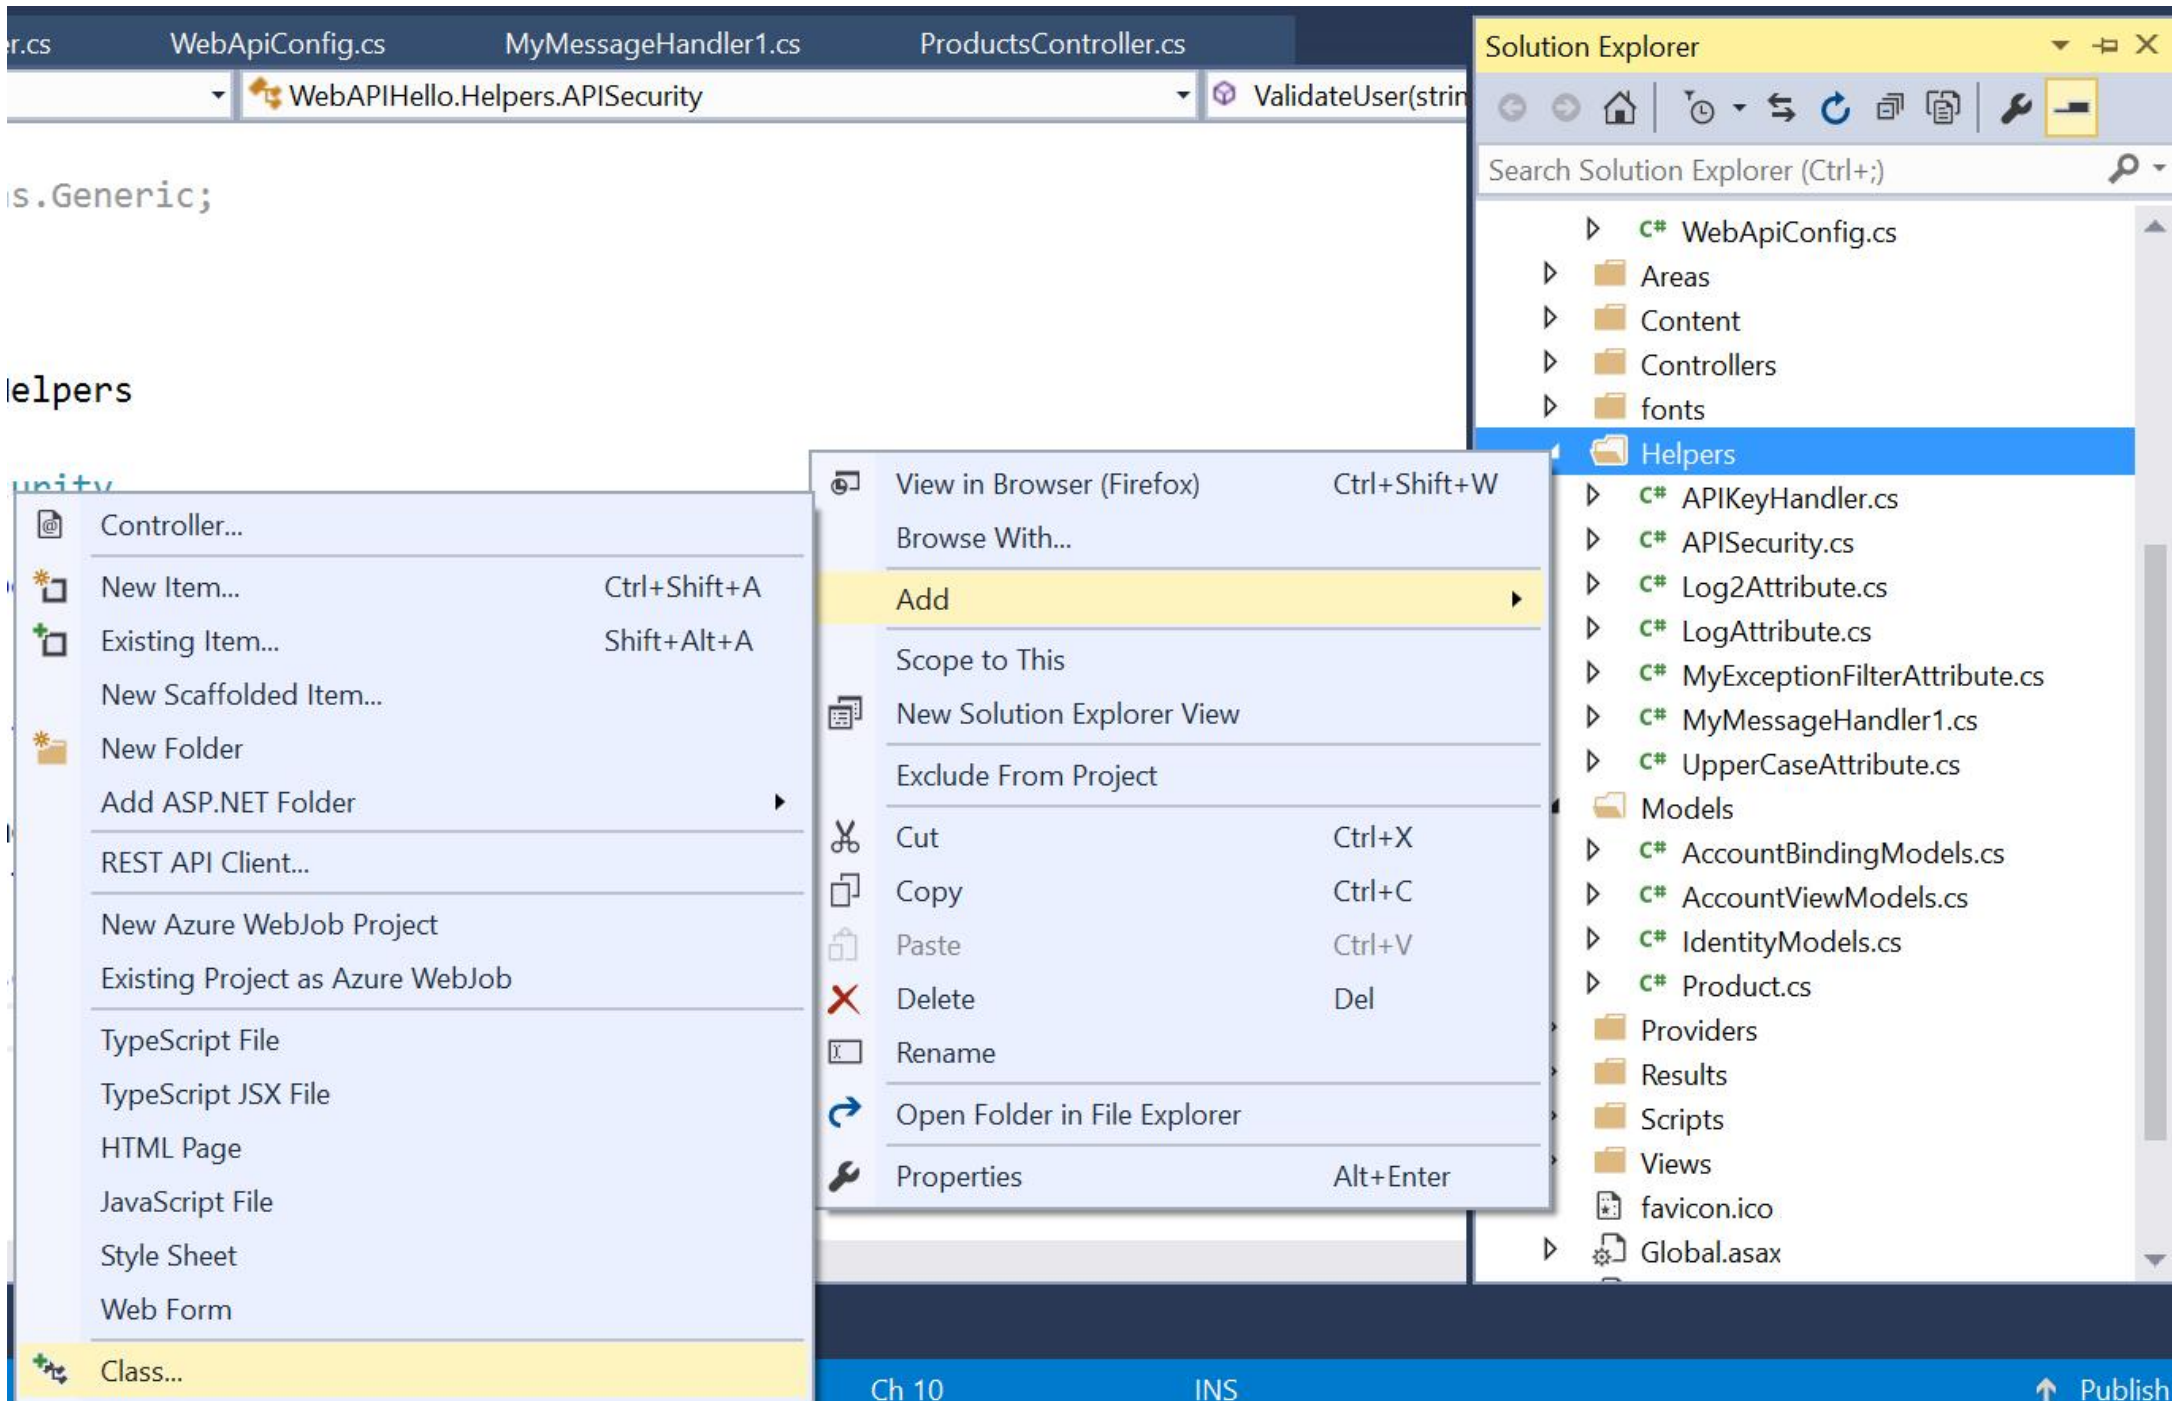 r.cs WebApiConfig.cs MyMessageHandler1.cs ProductsController.cs
WebAPIHello.Helpers.APISecurity ValidateUser(strin
s.Generic;
elpers
urity
Controller...
New Item... Ctrl+Shift+A
Existing Item... Shift+Alt+A
New Scaffolded Item...
New Folder
Add ASP.NET Folder
REST API Client...
New Azure WebJob Project
Existing Project as Azure WebJob
TypeScript File
TypeScript JSX File
HTML Page
JavaScript File
Style Sheet
Web Form
Class...
View in Browser (Firefox) Ctrl+Shift+W
Browse With...
Add
Scope to This
New Solution Explorer View
Exclude From Project
Cut Ctrl+X
Copy Ctrl+C
Paste Ctrl+V
Delete Del
Rename
Open Folder in File Explorer
Properties Alt+Enter
Solution Explorer
Search Solution Explorer (Ctrl+;)
C# WebApiConfig.cs
Areas
Content
Controllers
fonts
Helpers
C# APIKeyHandler.cs
C# APISecurity.cs
C# Log2Attribute.cs
C# LogAttribute.cs
C# MyExceptionFilterAttribute.cs
C# MyMessageHandler1.cs
C# UpperCaseAttribute.cs
Models
C# AccountBindingModels.cs
C# AccountViewModels.cs
C# IdentityModels.cs
C# Product.cs
Providers
Results
Scripts
Views
favicon.ico
Global.asax
Ch 10 INS Publish